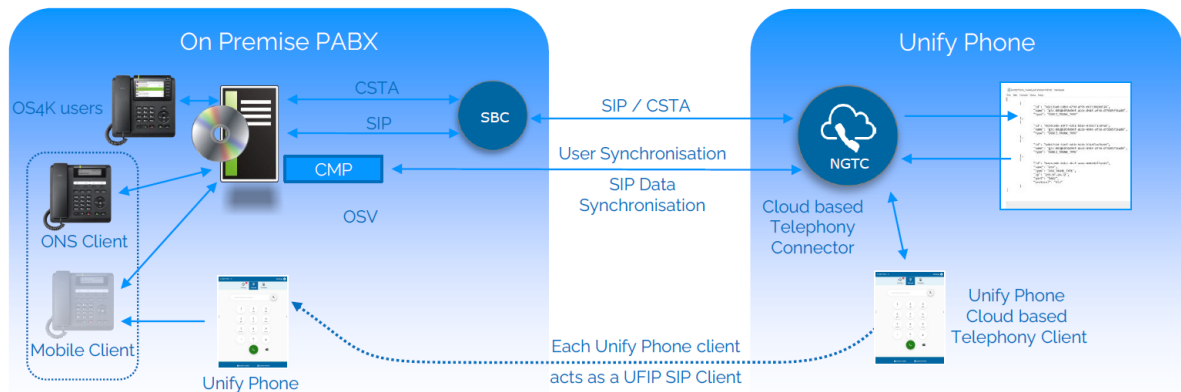 On Premise PABX
Unify Phone
OS4K users
CSTA
SIP
SBC
SIP / CSTA
NGTC
CMP
User Synchronisation
SIP Data
Synchronisation
OSV
ONS Client
Cloud based
Telephony
Connector
Mobile Client
Unify Phone
Unify Phone
Cloud based
Telephony Client
Each Unify Phone client
acts as a UFIP SIP Client